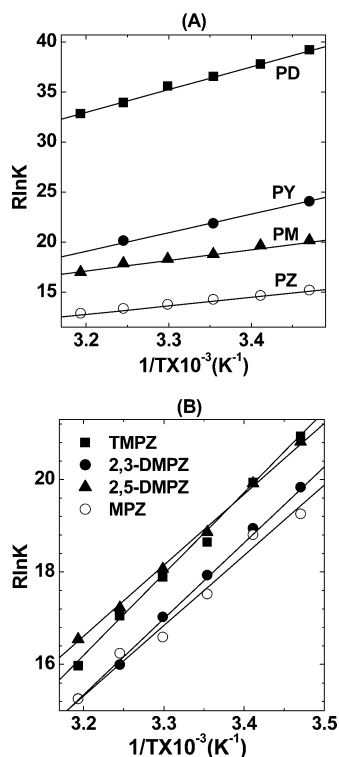 (A)
40
35
30
25
20
15
RlnK
PD
PY
PM
PZ
3.2 3.3 3.4
1/TX10⁻³(K⁻¹)
(B)
TMPZ
2,3-DMPZ
2,5-DMPZ
MPZ
20
18
16
RlnK
3.2 3.3 3.4 3.5
1/TX10⁻³(K⁻¹)